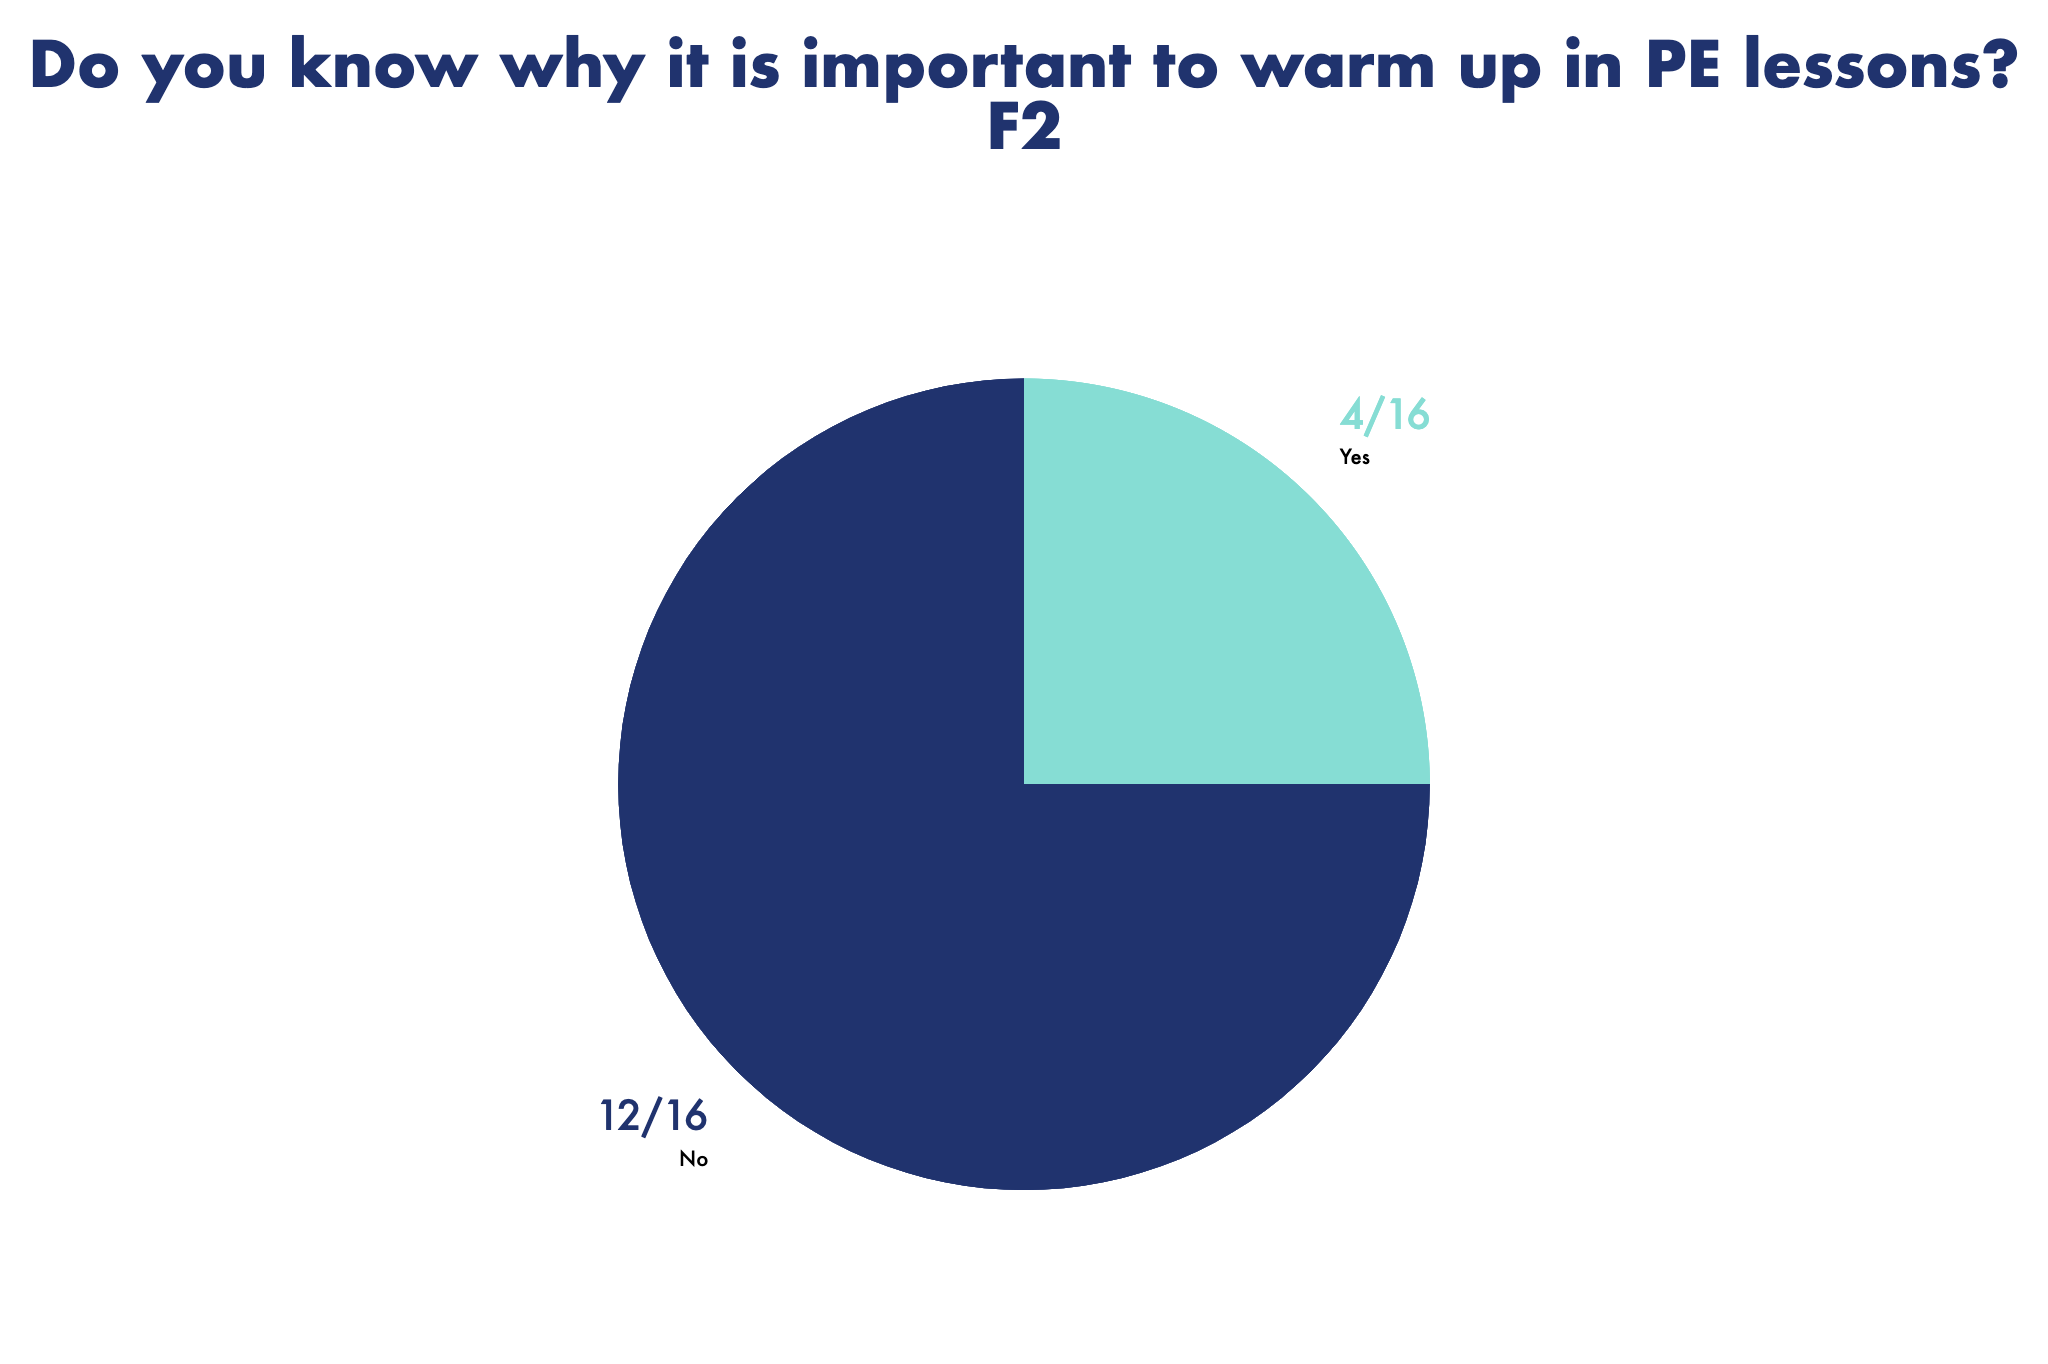 Do you know why it is important to warm up in PE lessons?
F2
4/16
Yes
12/16
No